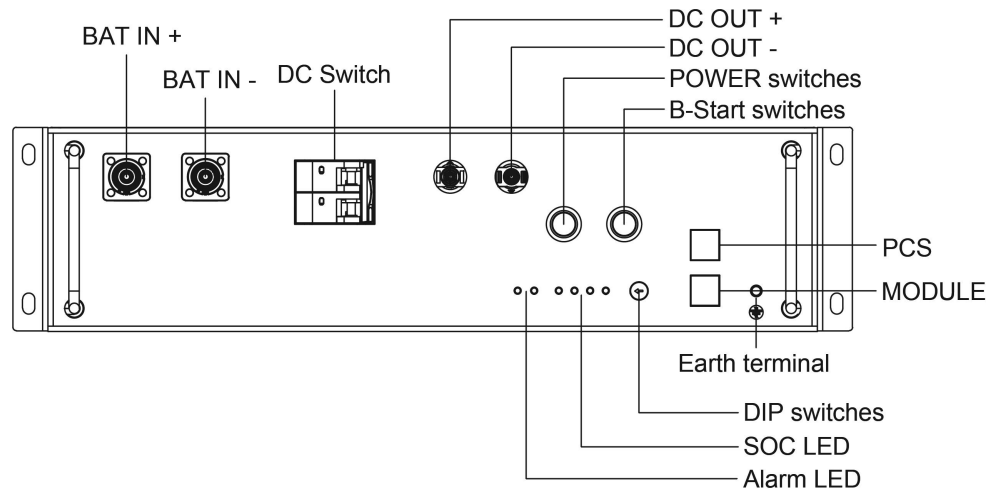 BAT IN +
BAT IN -
DC Switch
DC OUT +
DC OUT -
POWER switches
B-Start switches
PCS
MODULE
Earth terminal
DIP switches
SOC LED
Alarm LED